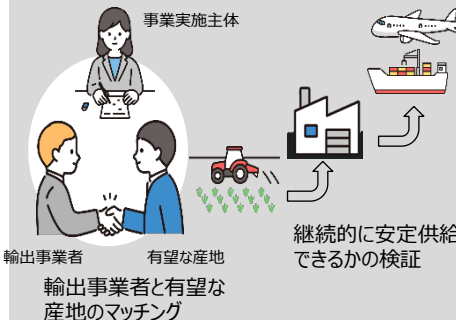 事業実施主体
輸出事業者
有望な産地
輸出事業者と有望な
産地のマッチング
継続的に安定供給
できるかの検証